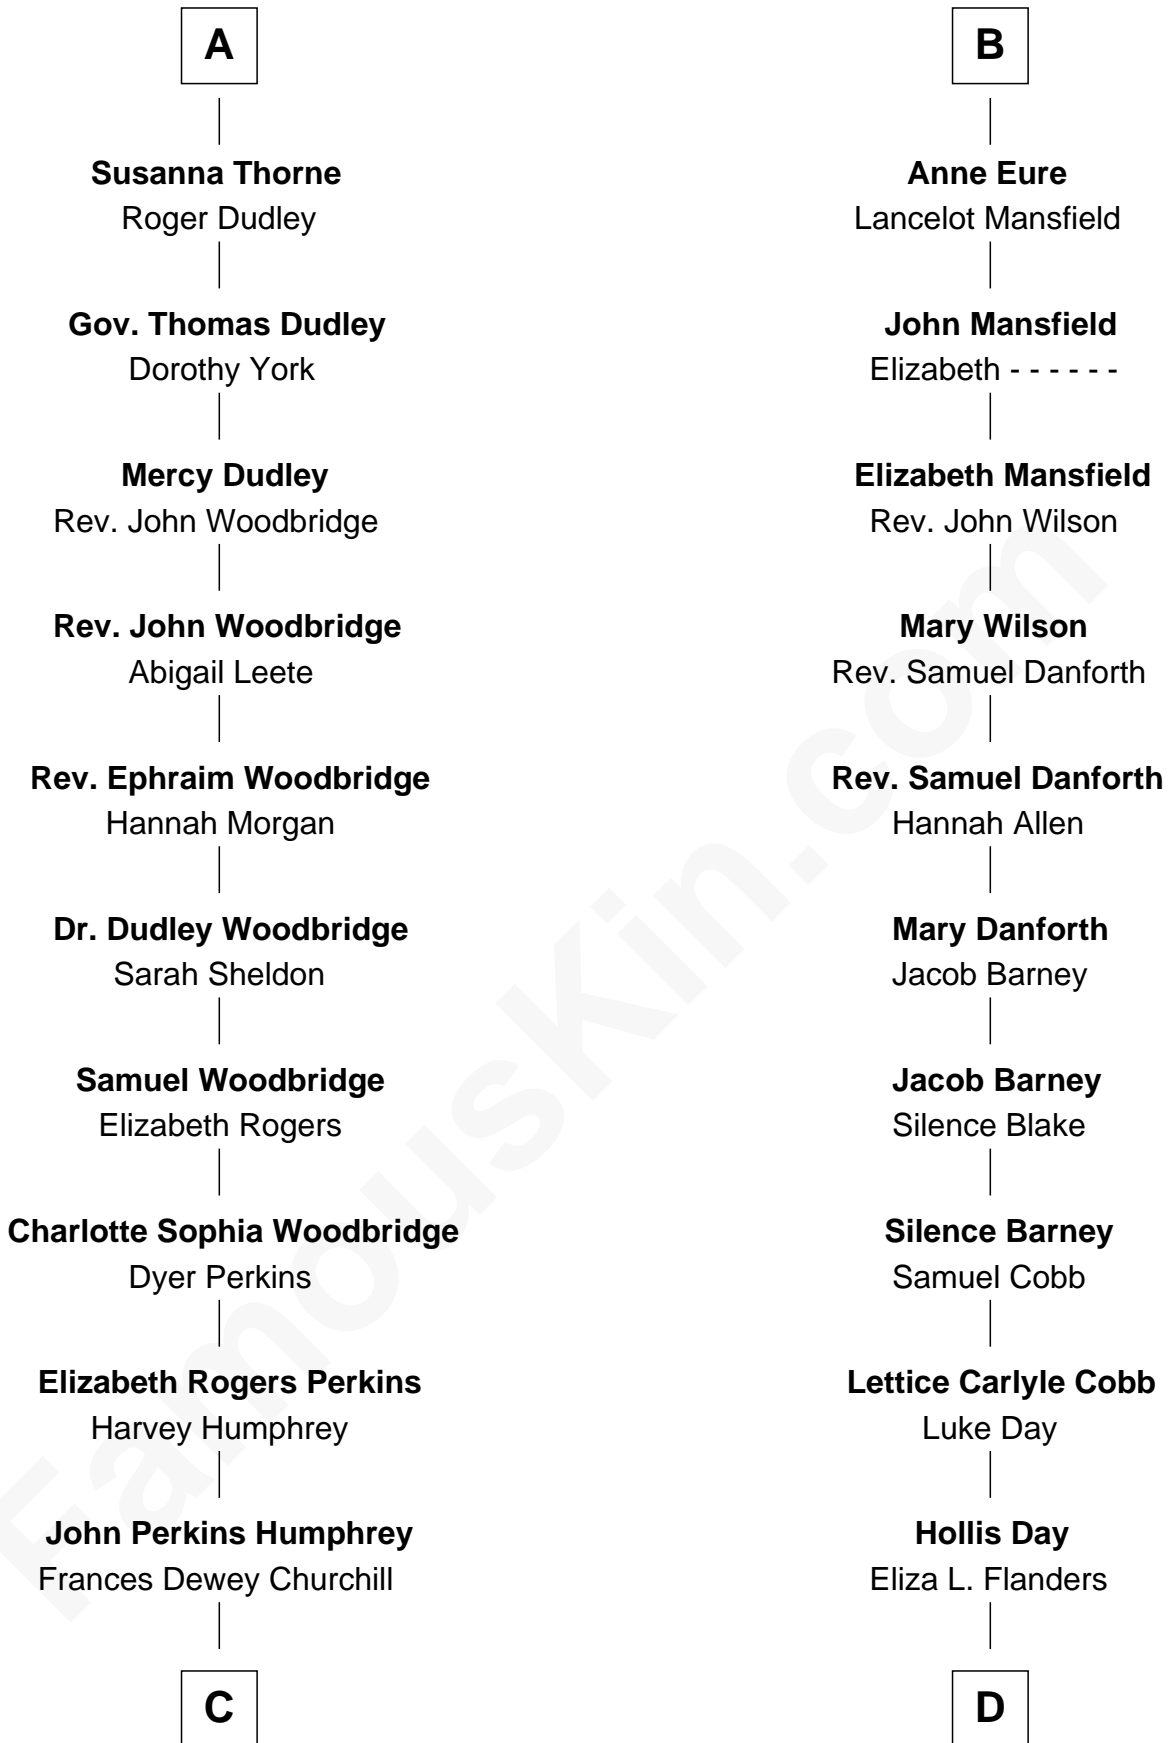 A
Susanna Thorne
Roger Dudley
Gov. Thomas Dudley
Dorothy York
Mercy Dudley
Rev. John Woodbridge
Rev. John Woodbridge
Abigail Leete
Rev. Ephraim Woodbridge
Hannah Morgan
Dr. Dudley Woodbridge
Sarah Sheldon
Samuel Woodbridge
Elizabeth Rogers
Charlotte Sophia Woodbridge
Dyer Perkins
Elizabeth Rogers Perkins
Harvey Humphrey
John Perkins Humphrey
Frances Dewey Churchill
C
B
Anne Eure
Lancelot Mansfield
John Mansfield
Elizabeth - - - - - -
Elizabeth Mansfield
Rev. John Wilson
Mary Wilson
Rev. Samuel Danforth
Rev. Samuel Danforth
Hannah Allen
Mary Danforth
Jacob Barney
Jacob Barney
Silence Blake
Silence Barney
Samuel Cobb
Lettice Carlyle Cobb
Luke Day
Hollis Day
Eliza L. Flanders
D
FamousKin.com